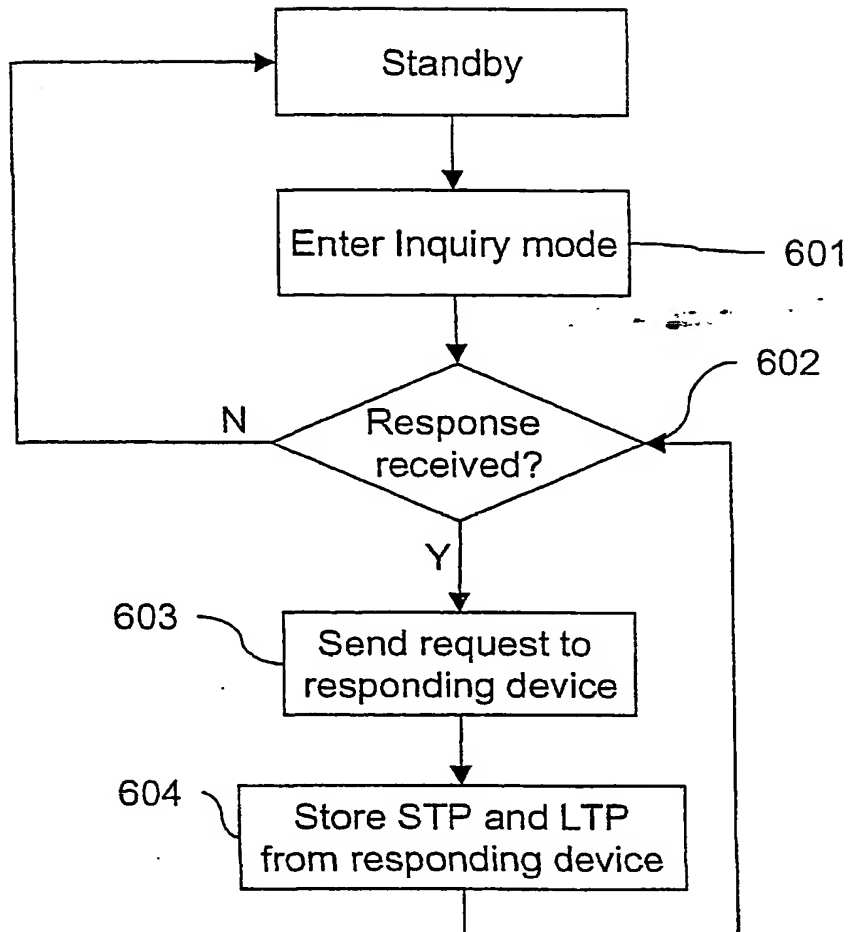 Standby
Enter Inquiry mode
601
602
N
Response
received?
Y
603
Send request to
responding device
604
Store STP and LTP
from responding device